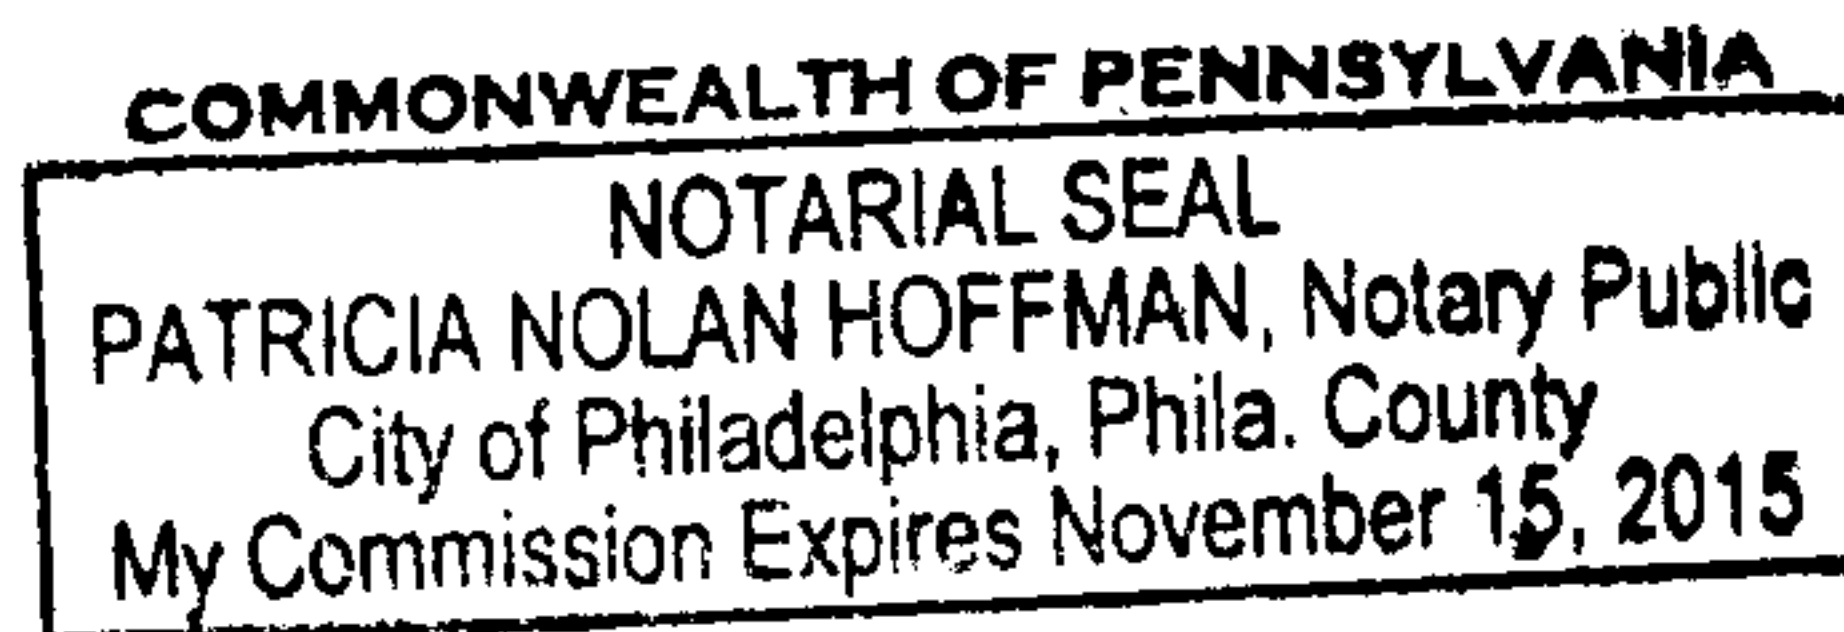 COMMONWEALTH OF PENNSYLVANIA
NOTARIAL SEAL
PATRICIA NOLAN HOFFMAN, Notary Public
City of Philadelphia, Phila. County
My Commission Expires November 15, 2015